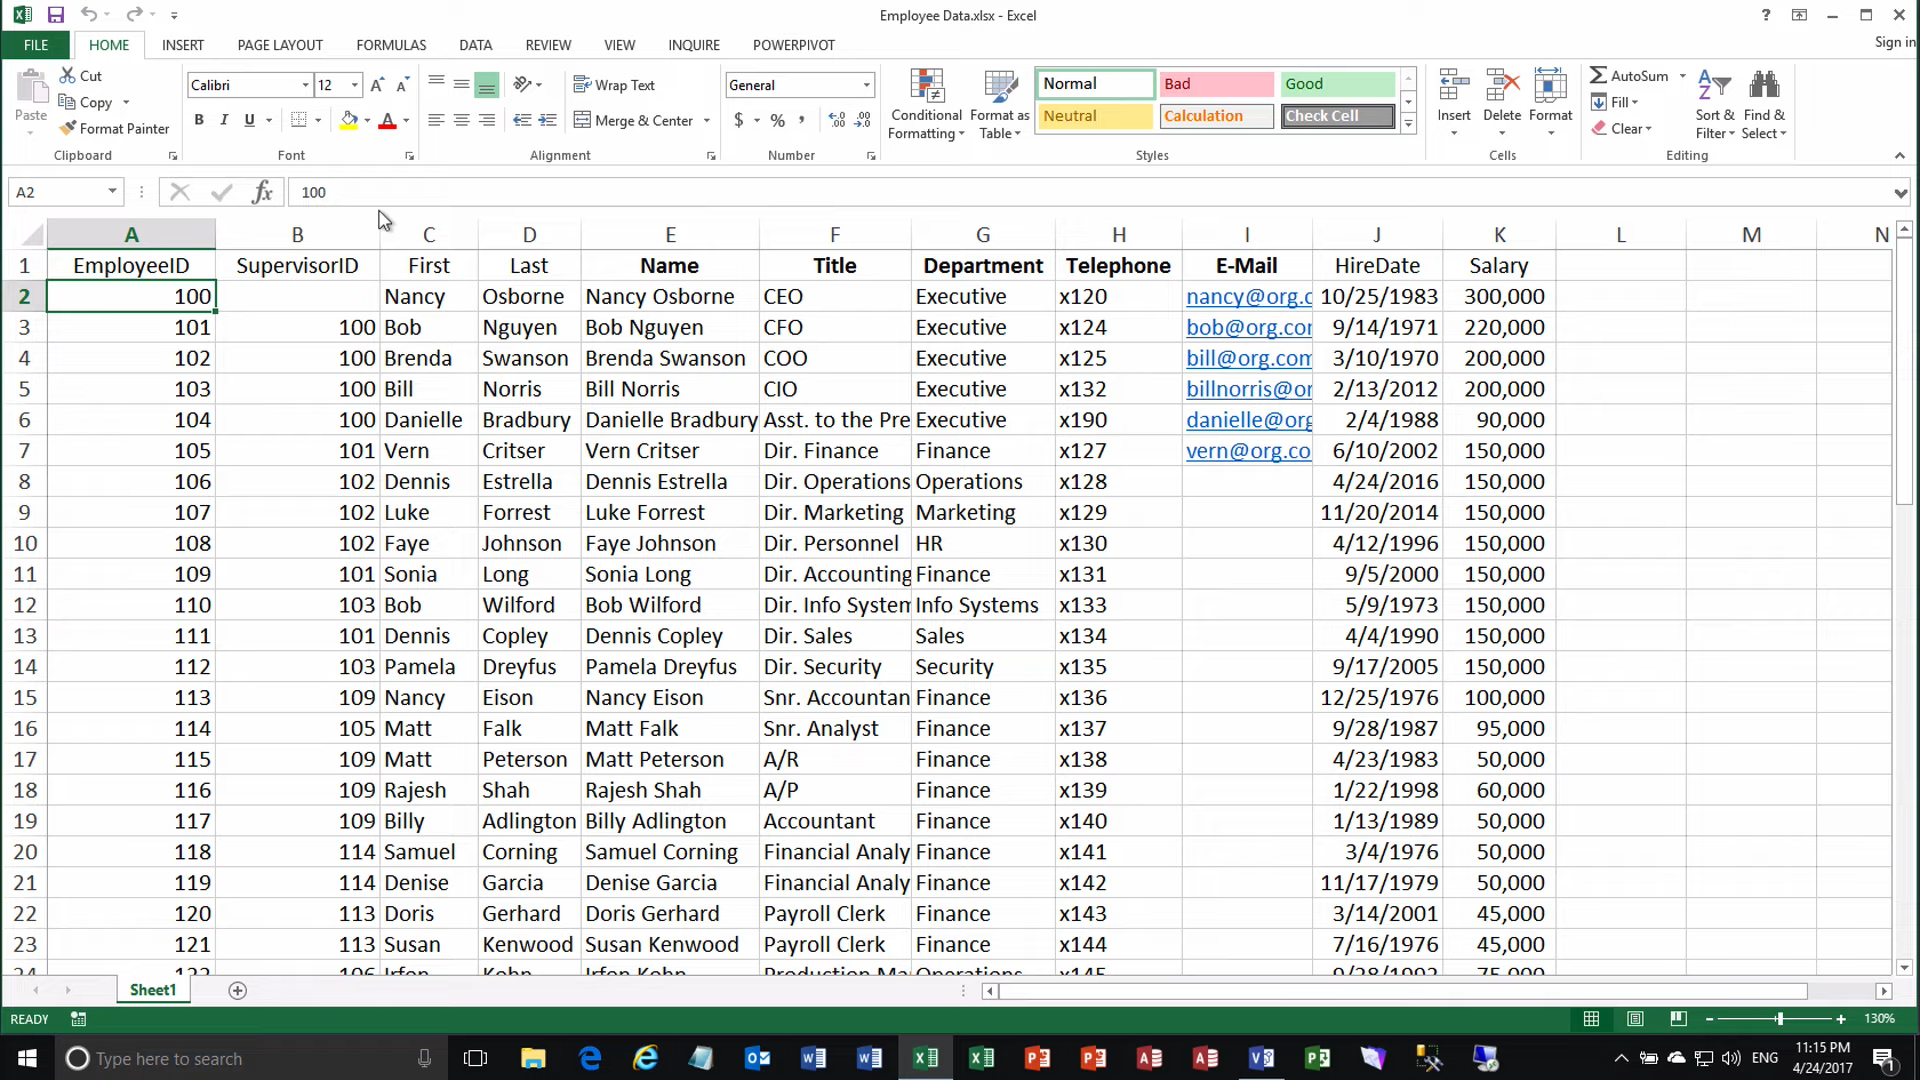 Employee Data.xlsx - Excel
?
FILE HOME INSERT PAGE LAYOUT FORMULAS DATA REVIEW VIEW INQUIRE POWERPIVOT Sign in
Paste Cut Copy Format Painter Clipboard
Calibri 12 B I U Font
Wrap Text Merge & Center Alignment
General $ % , Number
Conditional Formatting Format as Table Normal Bad Good Neutral Calculation Check Cell Styles
Insert Delete Format Cells
AutoSum Fill Clear Sort & Filter Find & Select Editing
A2 fx 100
A B C D E F G H I J K L M N
1 EmployeeID SupervisorID First Last Name Title Department Telephone E-Mail HireDate Salary
2 100 Nancy Osborne Nancy Osborne CEO Executive x120 nancy@org.c 10/25/1983 300,000
3 101 100 Bob Nguyen Bob Nguyen CFO Executive x124 bob@org.co 9/14/1971 220,000
4 102 100 Brenda Swanson Brenda Swanson COO Executive x125 bill@org.com 3/10/1970 200,000
5 103 100 Bill Norris Bill Norris CIO Executive x132 billnorris@o 2/13/2012 200,000
6 104 100 Danielle Bradbury Danielle Bradbury Asst. to the Pre Executive x190 danielle@org 2/4/1988 90,000
7 105 101 Vern Critser Vern Critser Dir. Finance Finance x127 vern@org.co 6/10/2002 150,000
8 106 102 Dennis Estrella Dennis Estrella Dir. Operations Operations x128 4/24/2016 150,000
9 107 102 Luke Forrest Luke Forrest Dir. Marketing Marketing x129 11/20/2014 150,000
10 108 102 Faye Johnson Faye Johnson Dir. Personnel HR x130 4/12/1996 150,000
11 109 101 Sonia Long Sonia Long Dir. Accounting Finance x131 9/5/2000 150,000
12 110 103 Bob Wilford Bob Wilford Dir. Info System Info Systems x133 5/9/1973 150,000
13 111 101 Dennis Copley Dennis Copley Dir. Sales Sales x134 4/4/1990 150,000
14 112 103 Pamela Dreyfus Pamela Dreyfus Dir. Security Security x135 9/17/2005 150,000
15 113 109 Nancy Eison Nancy Eison Snr. Accountan Finance x136 12/25/1976 100,000
16 114 105 Matt Falk Matt Falk Snr. Analyst Finance x137 9/28/1987 95,000
17 115 109 Matt Peterson Matt Peterson A/R Finance x138 4/23/1983 50,000
18 116 109 Rajesh Shah Rajesh Shah A/P Finance x139 1/22/1998 60,000
19 117 109 Billy Adlington Billy Adlington Accountant Finance x140 1/13/1989 50,000
20 118 114 Samuel Corning Samuel Corning Financial Analy Finance x141 3/4/1976 50,000
21 119 114 Denise Garcia Denise Garcia Financial Analy Finance x142 11/17/1979 50,000
22 120 113 Doris Gerhard Doris Gerhard Payroll Clerk Finance x143 3/14/2001 45,000
23 121 113 Susan Kenwood Susan Kenwood Payroll Clerk Finance x144 7/16/1976 45,000
Sheet1
READY 130%
Type here to search ENG 11:15 PM
4/24/2017